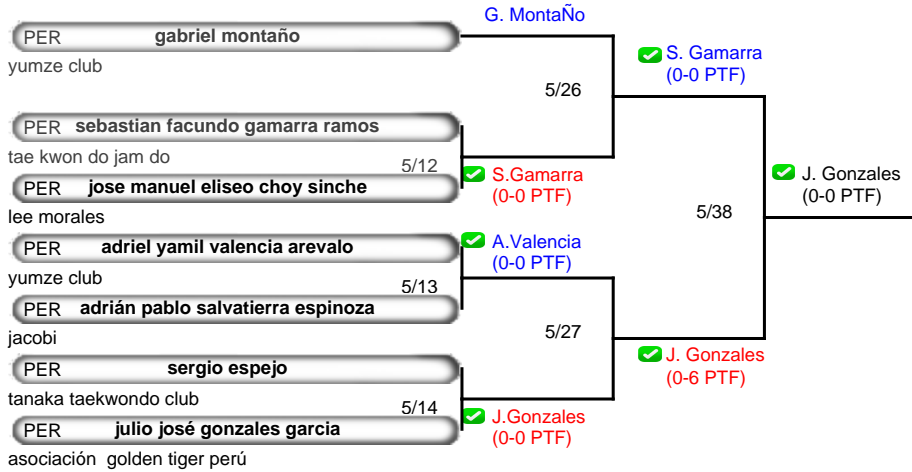 G. MontaÑo
PER gabriel montaño
yumze club
S. Gamarra
(0-0 PTF)
5/26
PER sebastian facundo gamarra ramos
tae kwon do jam do
5/12
S.Gamarra
(0-0 PTF)
PER jose manuel eliseo choy sinche
lee morales
J. Gonzales
(0-0 PTF)
5/38
PER adriel yamil valencia arevalo
yumze club
A.Valencia
(0-0 PTF)
5/13
PER adrián pablo salvatierra espinoza
jacobi
5/27
J. Gonzales
(0-6 PTF)
PER sergio espejo
tanaka taekwondo club
5/14
J.Gonzales
(0-0 PTF)
PER julio josé gonzales garcia
asociación golden tiger perú